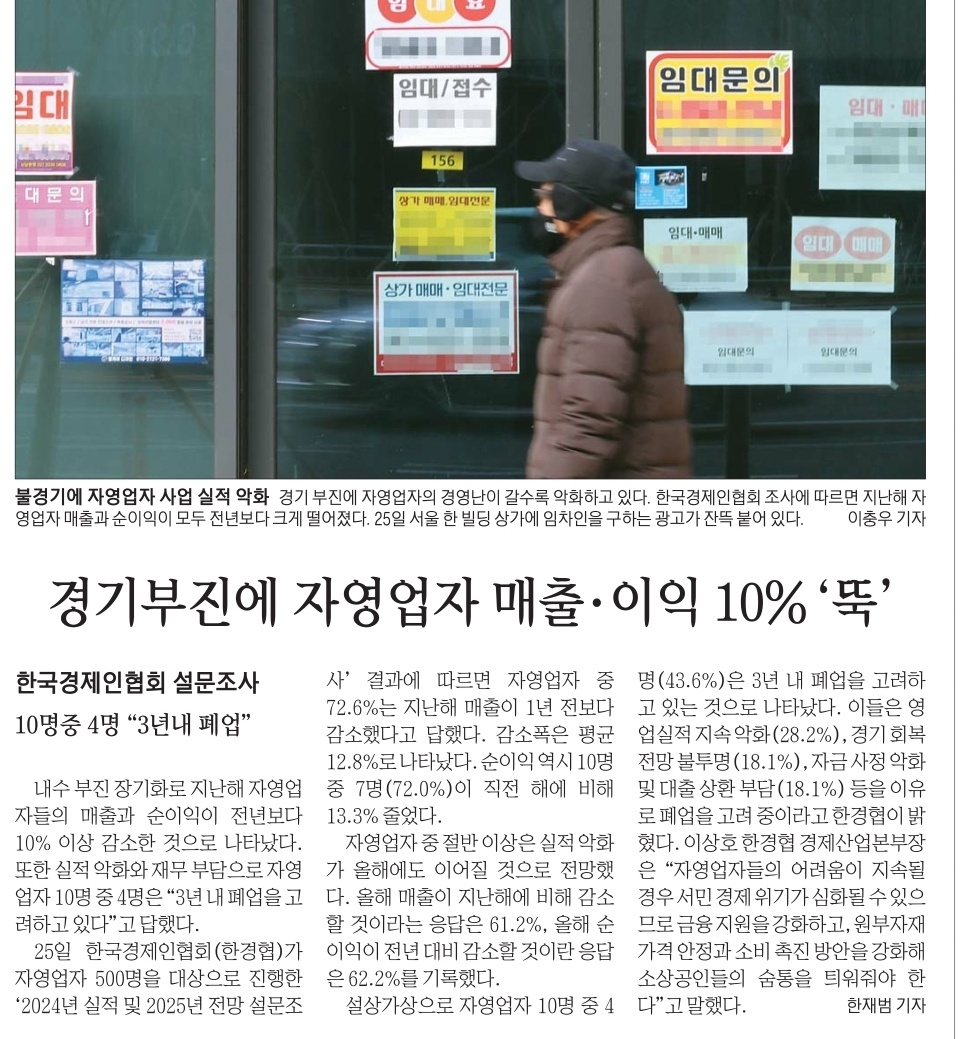 임대료
임대/접수
임대문의
임대
임대 · 매매
156
대문의
상가 매매.임대전문
임대·매매
임대 매매
상가 매매·임대전문
임대문의
임대문의
불경기에 자영업자 사업 실적 악화 경기 부진에 자영업자의 경영난이 갈수록 악화하고 있다. 한국경제인협회 조사에 따르면 지난해 자
영업자 매출과 순이익이 모두 전년보다 크게 떨어졌다. 25일 서울 한 빌딩 상가에 임차인을 구하는 광고가 잔뜩 붙어 있다. 이충우 기자
경기부진에 자영업자 매출·이익 10% ‘뚝’
한국경제인협회 설문조사
10명중 4명 “3년내 폐업”
내수 부진 장기화로 지난해 자영업
자들의 매출과 순이익이 전년보다
10% 이상 감소한 것으로 나타났다.
또한 실적 악화와 재무 부담으로 자영
업자 10명 중 4명은 “3년 내 폐업을 고
려하고 있다”고 답했다.
25일 한국경제인협회(한경협)가
자영업자 500명을 대상으로 진행한
‘2024년 실적 및 2025년 전망 설문조
사’ 결과에 따르면 자영업자 중
72.6%는 지난해 매출이 1년 전보다
감소했다고 답했다. 감소폭은 평균
12.8%로 나타났다. 순이익 역시 10명
중 7명(72.0%)이 직전 해에 비해
13.3% 줄었다.
자영업자 중 절반 이상은 실적 악화
가 올해에도 이어질 것으로 전망했
다. 올해 매출이 지난해에 비해 감소
할 것이라는 응답은 61.2%, 올해 순
이익이 전년 대비 감소할 것이란 응답
은 62.2%를 기록했다.
설상가상으로 자영업자 10명 중 4
명(43.6%)은 3년 내 폐업을 고려하
고 있는 것으로 나타났다. 이들은 영
업실적 지속 악화(28.2%), 경기 회복
전망 불투명(18.1%), 자금 사정 악화
및 대출 상환 부담(18.1%) 등을 이유
로 폐업을 고려 중이라고 한경협이 밝
혔다. 이상호 한경협 경제산업본부장
은 “자영업자들의 어려움이 지속될
경우 서민 경제 위기가 심화될 수 있으
므로 금융 지원을 강화하고, 원부자재
가격 안정과 소비 촉진 방안을 강화해
소상공인들의 숨통을 틔워줘야 한
다”고 말했다. 한재범 기자